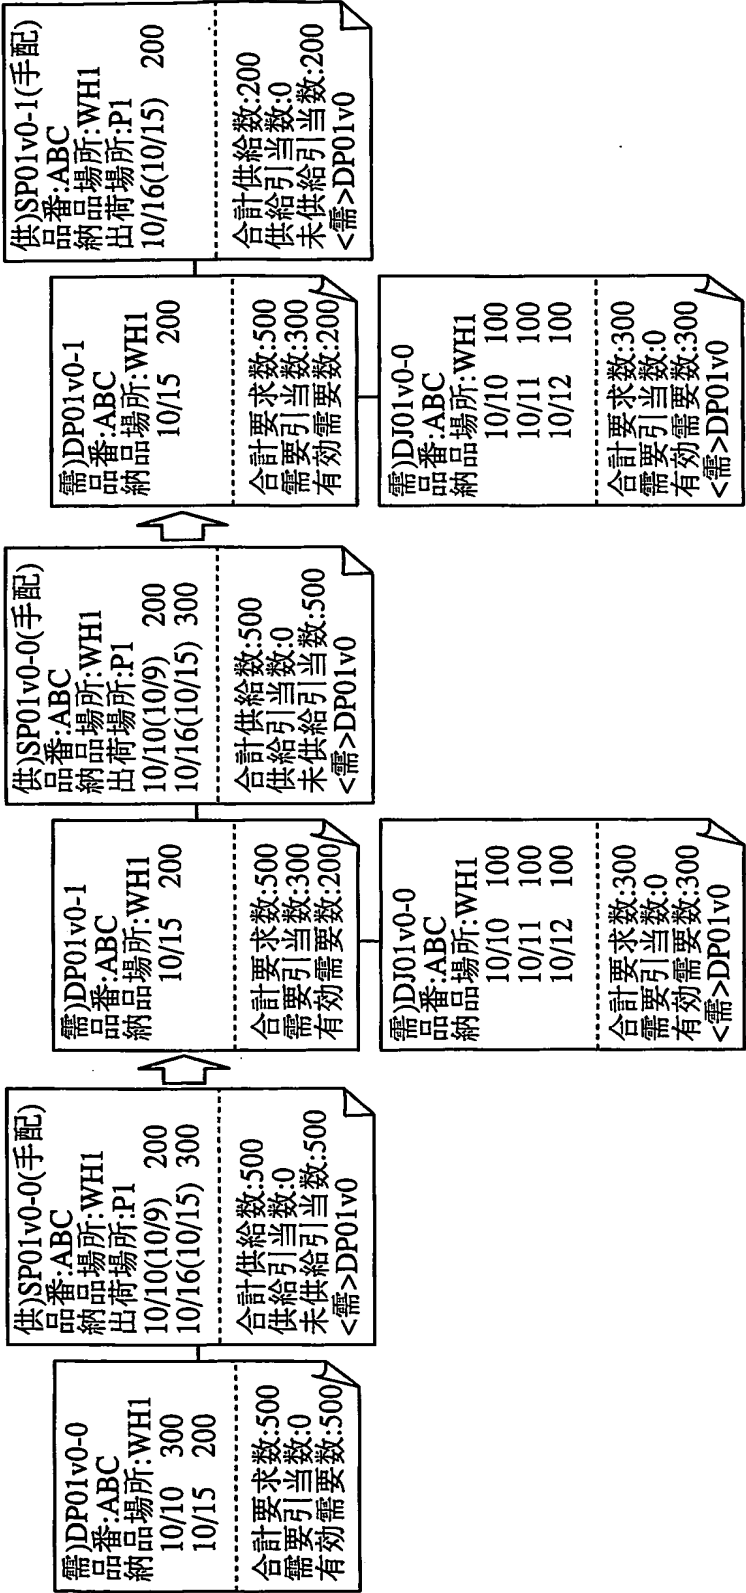 需)DP01v0-0
品番:ABC
納品場所:WH1
10/10 300
10/15 200
合計要求数:500
需要引当数:0
有効需要数:500
供)SP01v0-0(手配)
品番:ABC
納品場所:WH1
出荷場所:P1
10/10(10/9) 200
10/16(10/15) 300
合計供給数:500
供給引当数:0
未供給引当数:500
<需>DP01v0
需)DP01v0-1
品番:ABC
納品場所:WH1
10/15 200
合計要求数:500
需要引当数:300
有効需要数:200
供)SP01v0-0(手配)
品番:ABC
納品場所:WH1
出荷場所:P1
10/10(10/9) 200
10/16(10/15) 300
合計供給数:500
供給引当数:0
未供給引当数:500
<需>DP01v0
需)DJ01v0-0
品番:ABC
納品場所:WH1
10/10 100
10/11 100
10/12 100
合計要求数:300
需要引当数:0
有効需要数:300
<需>DP01v0
需)DP01v0-1
品番:ABC
納品場所:WH1
10/15 200
合計要求数:500
需要引当数:300
有効需要数:200
供)SP01v0-1(手配)
品番:ABC
納品場所:WH1
出荷場所:P1
10/16(10/15) 200
合計供給数:200
供給引当数:0
未供給引当数:200
<需>DP01v0
需)DJ01v0-0
品番:ABC
納品場所:WH1
10/10 100
10/11 100
10/12 100
合計要求数:300
需要引当数:0
有効需要数:300
<需>DP01v0